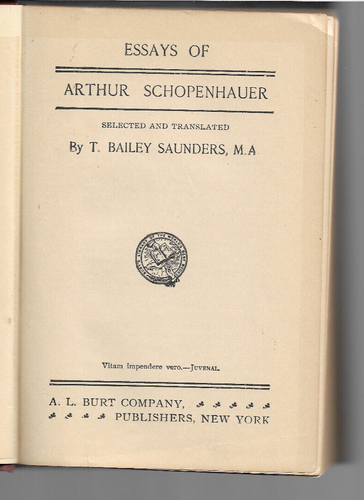 ESSAYS OF
ARTHUR SCHOPENHAUER
SELECTED AND TRANSLATED
By T. BAILEY SAUNDERS, M.A
Vitam impendere vero.—JUVENAL.
A. L. BURT COMPANY,
PUBLISHERS, NEW YORK